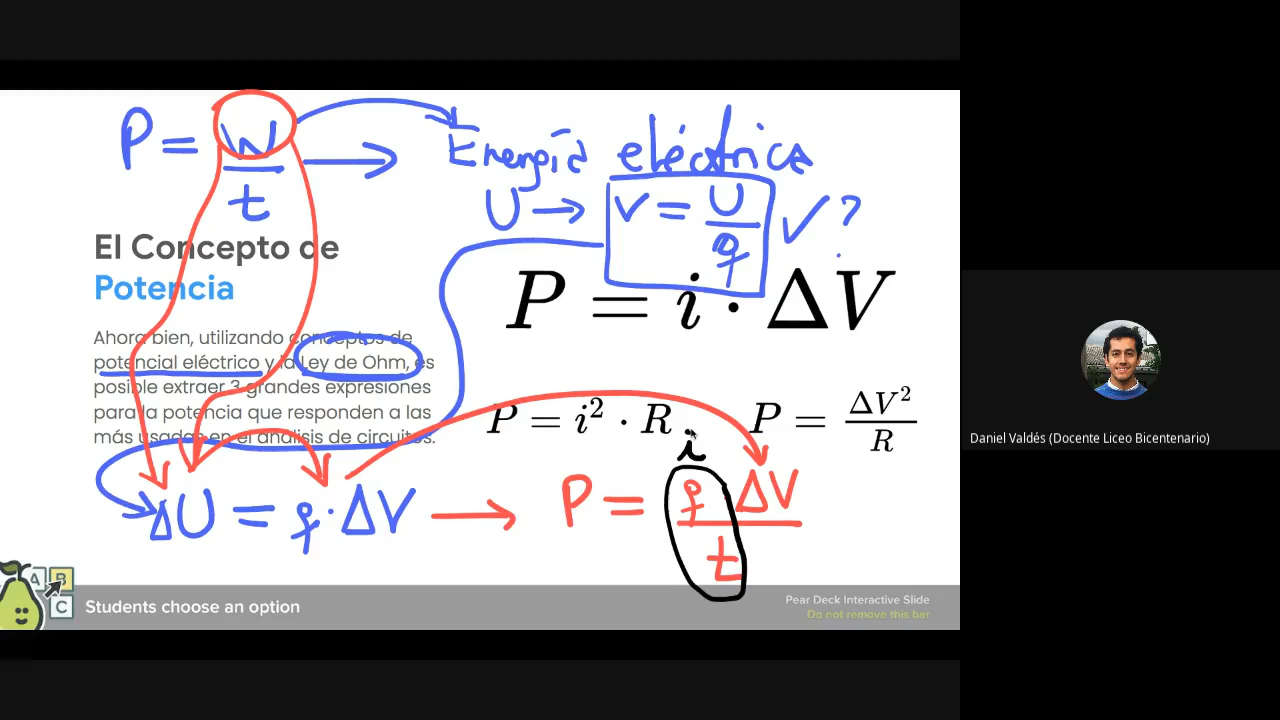 P = W / t → Energía eléctrica
U → V = U / q ✓?
El Concepto de
Potencia
P = i · ΔV
Ahora bien, utilizando conceptos de
potencial eléctrico y la Ley de Ohm, es
posible extraer 3 grandes expresiones
para la potencia que responden a las
más usadas en el análisis de circuitos.
P = i² · R
P = ΔV² / R
i
ΔU = q · ΔV → P = q ΔV / t
A B
C
Students choose an option
Pear Deck Interactive Slide
Do not remove this bar
Daniel Valdés (Docente Liceo Bicentenario)